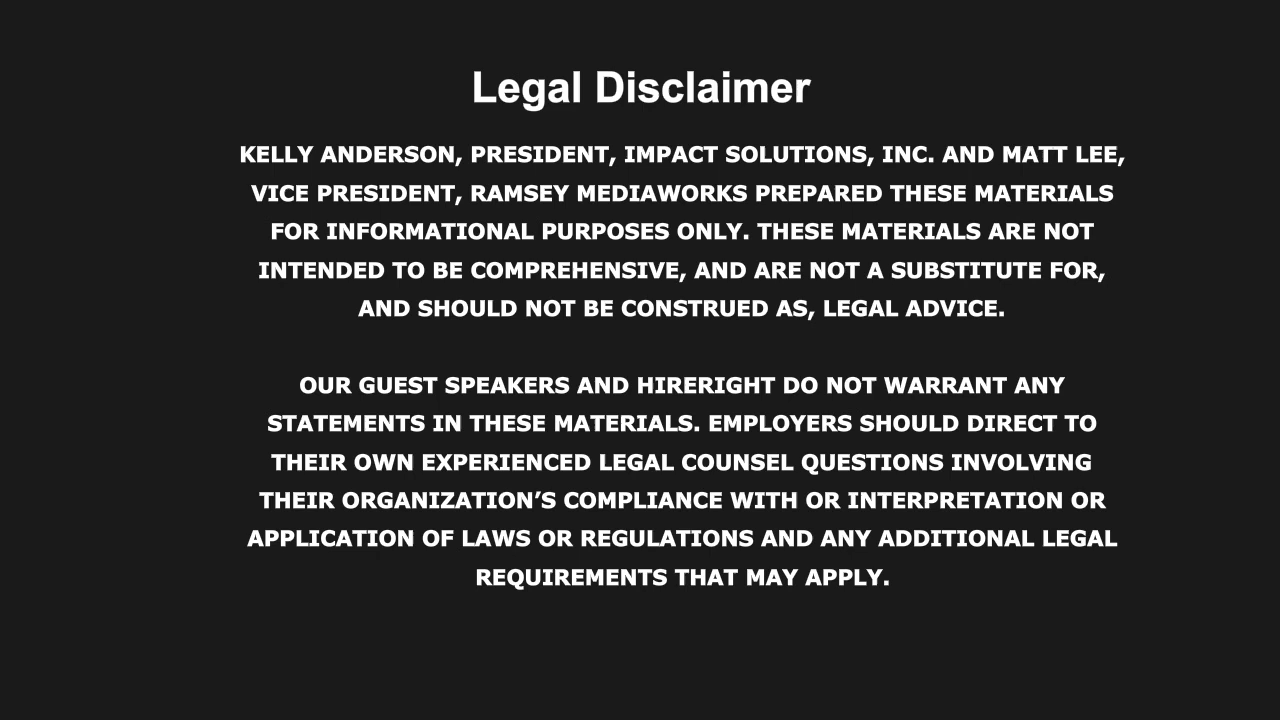 Legal Disclaimer
KELLY ANDERSON, PRESIDENT, IMPACT SOLUTIONS, INC. AND MATT LEE,
VICE PRESIDENT, RAMSEY MEDIAWORKS PREPARED THESE MATERIALS
FOR INFORMATIONAL PURPOSES ONLY. THESE MATERIALS ARE NOT
INTENDED TO BE COMPREHENSIVE, AND ARE NOT A SUBSTITUTE FOR,
AND SHOULD NOT BE CONSTRUED AS, LEGAL ADVICE.
OUR GUEST SPEAKERS AND HIRERIGHT DO NOT WARRANT ANY
STATEMENTS IN THESE MATERIALS. EMPLOYERS SHOULD DIRECT TO
THEIR OWN EXPERIENCED LEGAL COUNSEL QUESTIONS INVOLVING
THEIR ORGANIZATION’S COMPLIANCE WITH OR INTERPRETATION OR
APPLICATION OF LAWS OR REGULATIONS AND ANY ADDITIONAL LEGAL
REQUIREMENTS THAT MAY APPLY.